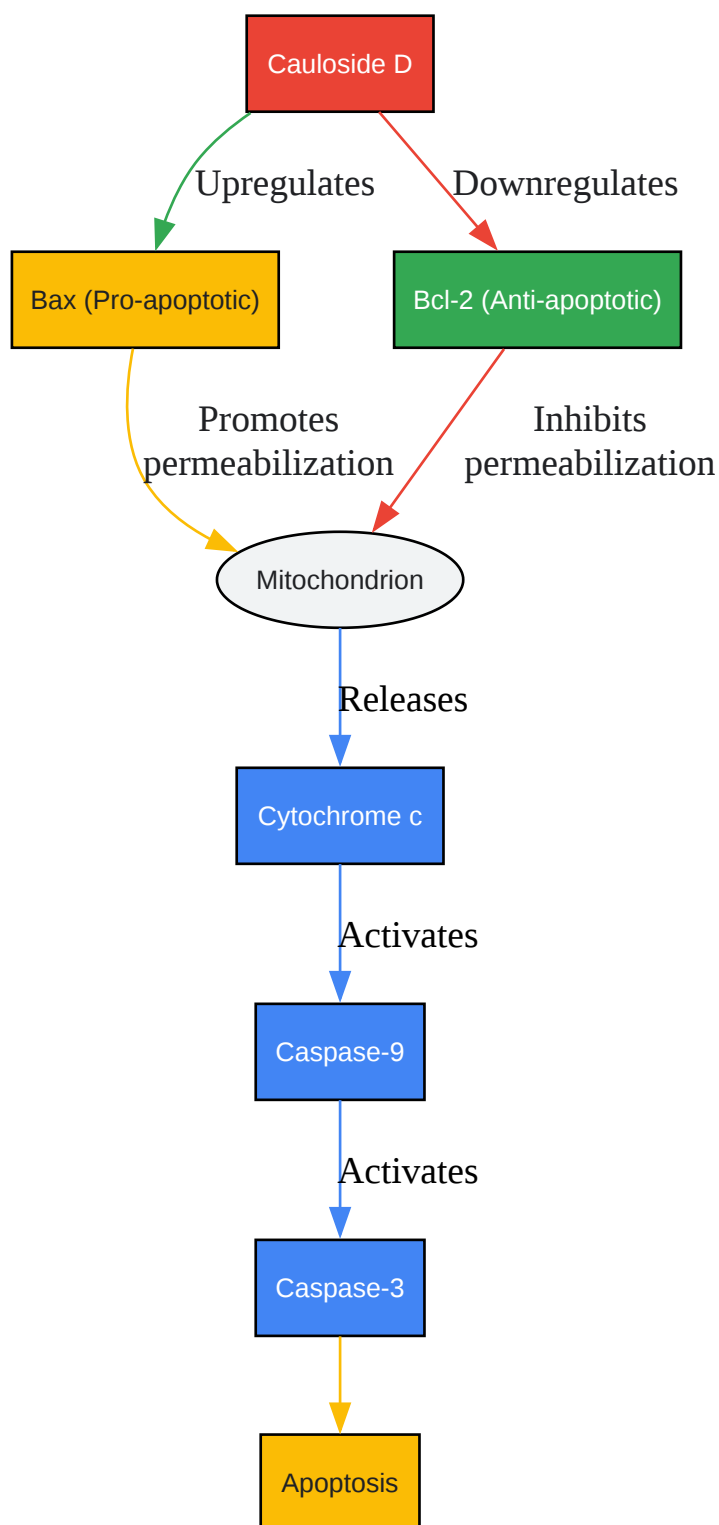 Cauloside D
Upregulates
Downregulates
Bax (Pro-apoptotic)
Bcl-2 (Anti-apoptotic)
Promotes
permeabilization
Inhibits
permeabilization
Mitochondrion
Releases
Cytochrome c
Activates
Caspase-9
Activates
Caspase-3
Apoptosis